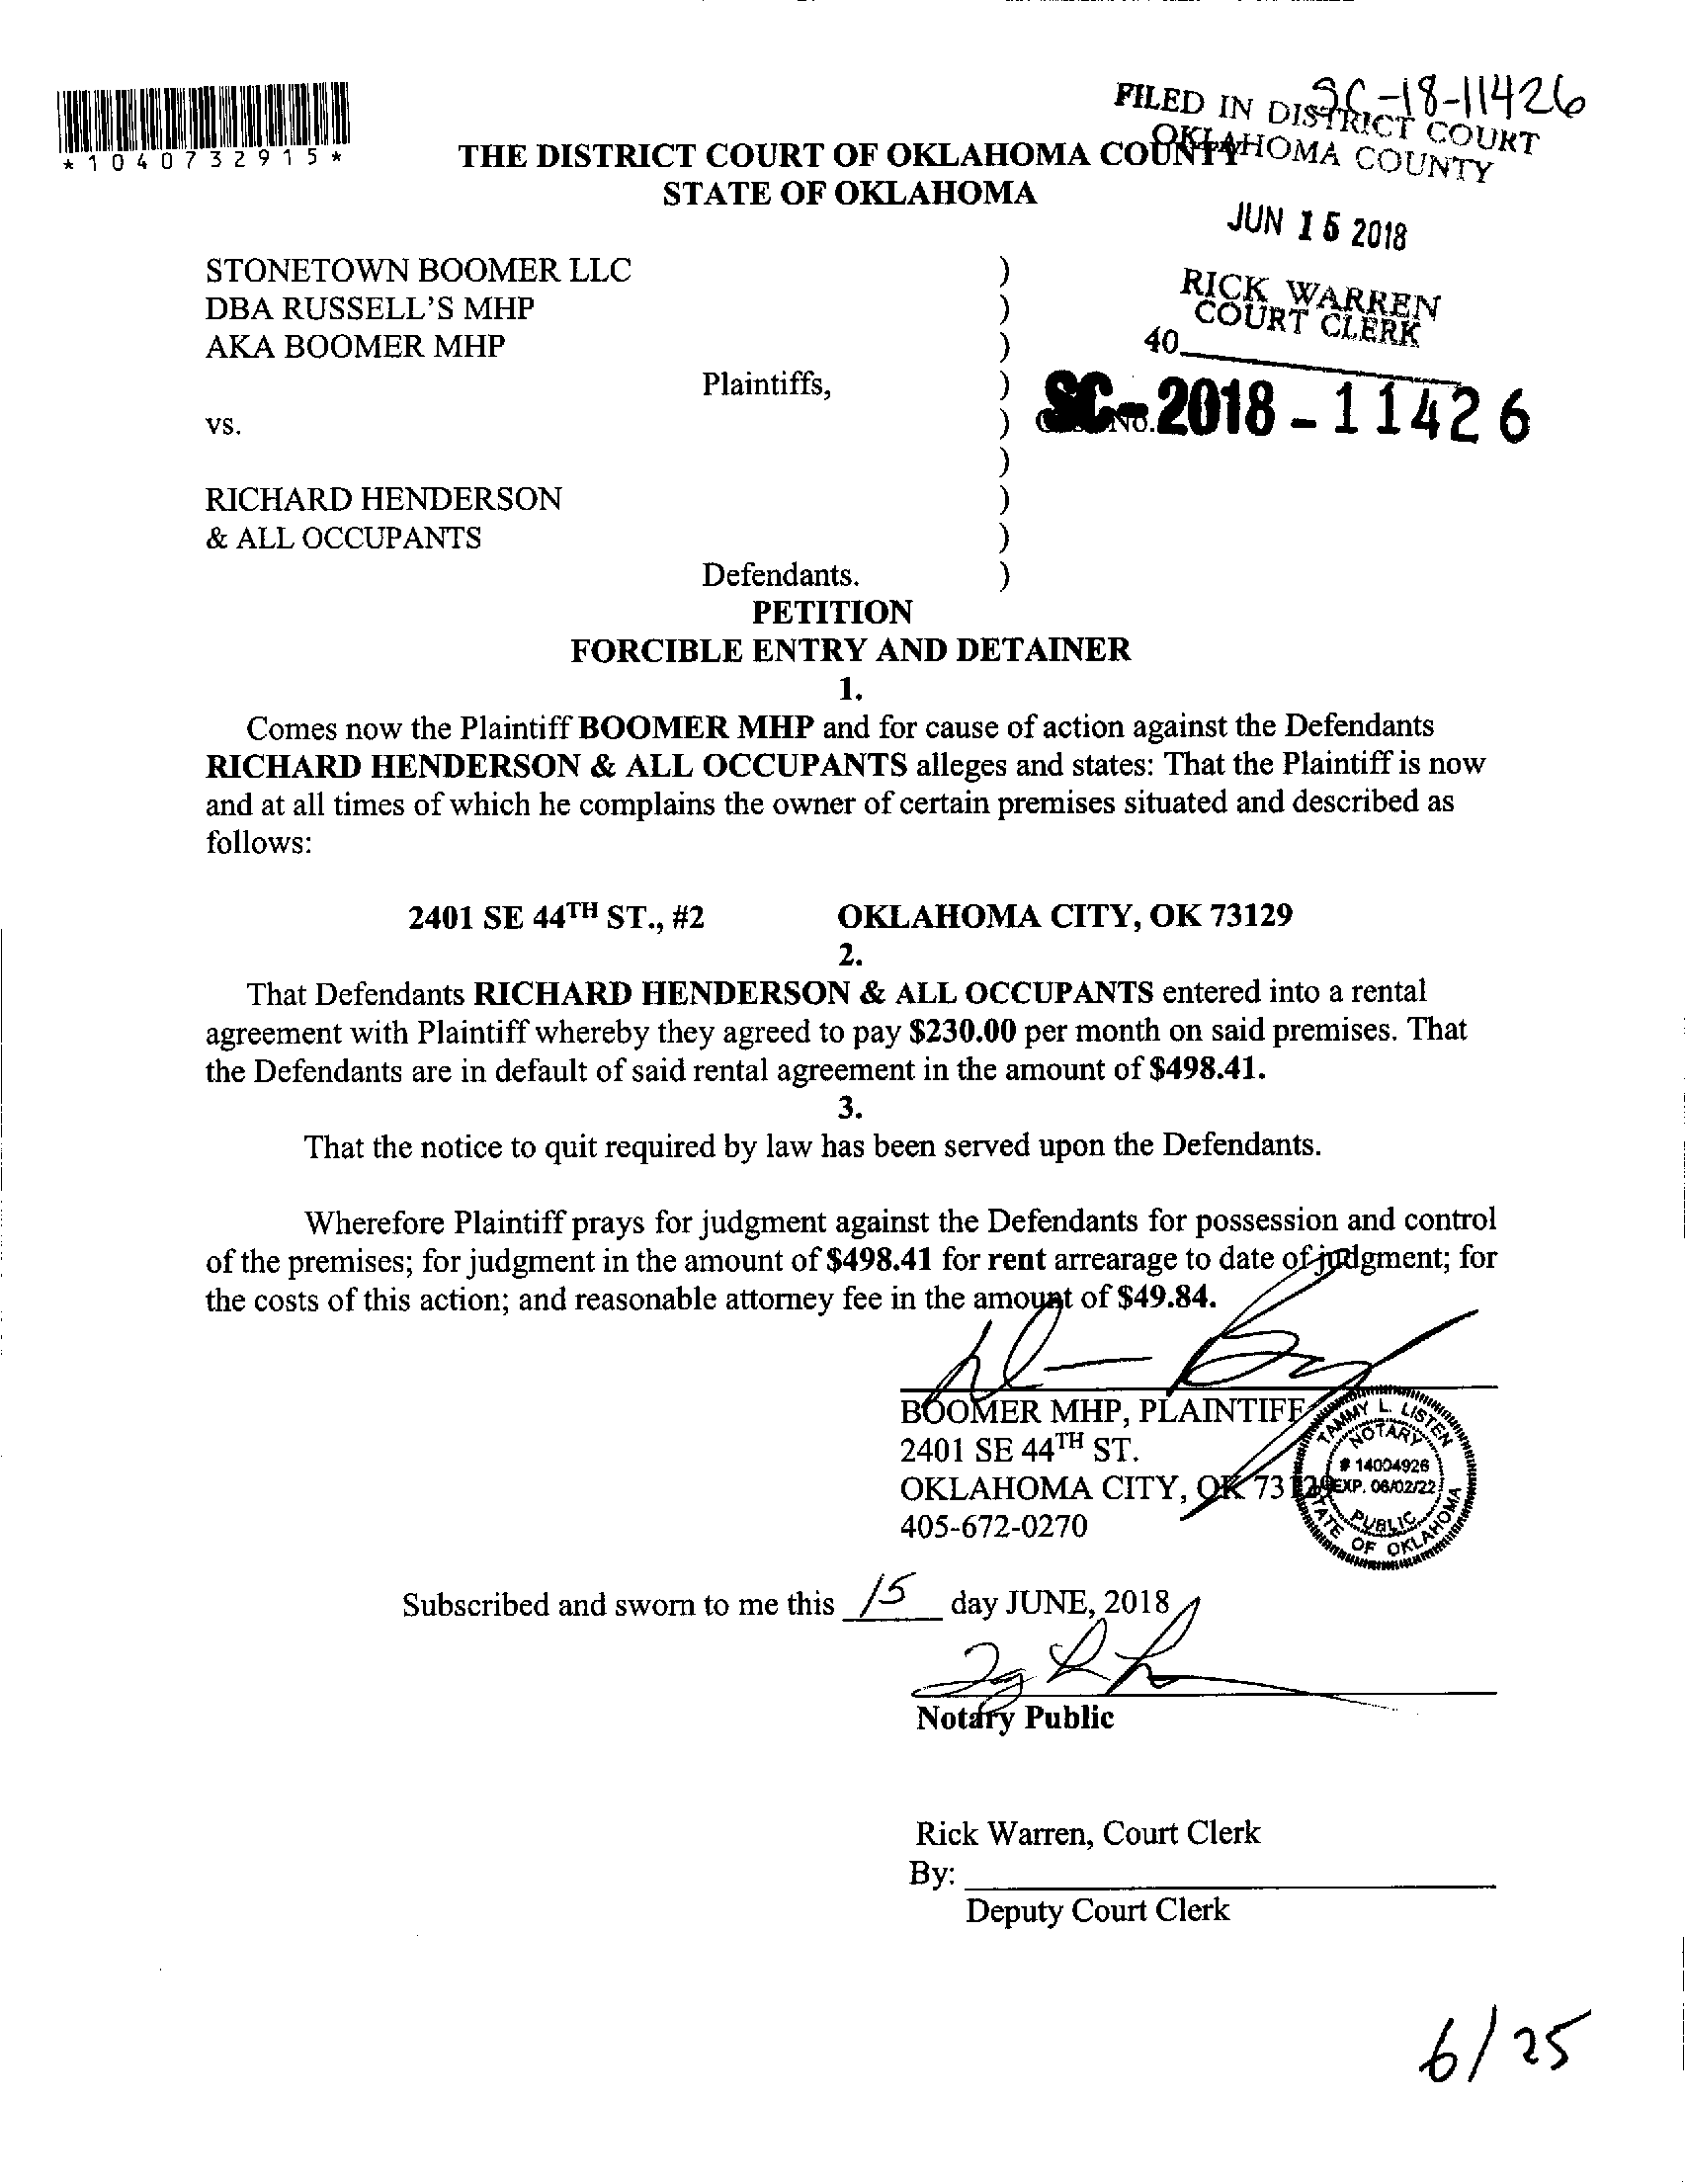 *1040732915*
SC-18-11426
FILED IN DISTRICT COURT
OKLAHOMA COUNTY
THE DISTRICT COURT OF OKLAHOMA COUNTY
STATE OF OKLAHOMA
JUN 15 2018
RICK WARREN
COURT CLERK
40
STONETOWN BOOMER LLC )
DBA RUSSELL'S MHP )
AKA BOOMER MHP )
Plaintiffs, )
vs. ) No. SC-2018-11426
)
RICHARD HENDERSON )
& ALL OCCUPANTS )
Defendants. )
PETITION
FORCIBLE ENTRY AND DETAINER
1.
Comes now the Plaintiff BOOMER MHP and for cause of action against the Defendants
RICHARD HENDERSON & ALL OCCUPANTS alleges and states: That the Plaintiff is now
and at all times of which he complains the owner of certain premises situated and described as
follows:
2401 SE 44TH ST., #2 OKLAHOMA CITY, OK 73129
2.
That Defendants RICHARD HENDERSON & ALL OCCUPANTS entered into a rental
agreement with Plaintiff whereby they agreed to pay $230.00 per month on said premises. That
the Defendants are in default of said rental agreement in the amount of $498.41.
3.
That the notice to quit required by law has been served upon the Defendants.
Wherefore Plaintiff prays for judgment against the Defendants for possession and control
of the premises; for judgment in the amount of $498.41 for rent arrearage to date of judgment; for
the costs of this action; and reasonable attorney fee in the amount of $49.84.
BOOMER MHP, PLAINTIFF
2401 SE 44TH ST.
OKLAHOMA CITY, OK 73129
405-672-0270
TAMMY L. LISTEN
NOTARY
# 14004926
EXP. 06/02/22
PUBLIC
STATE OF OKLAHOMA
Subscribed and sworn to me this 15 day JUNE, 2018
Notary Public
Rick Warren, Court Clerk
By:
Deputy Court Clerk
6/25